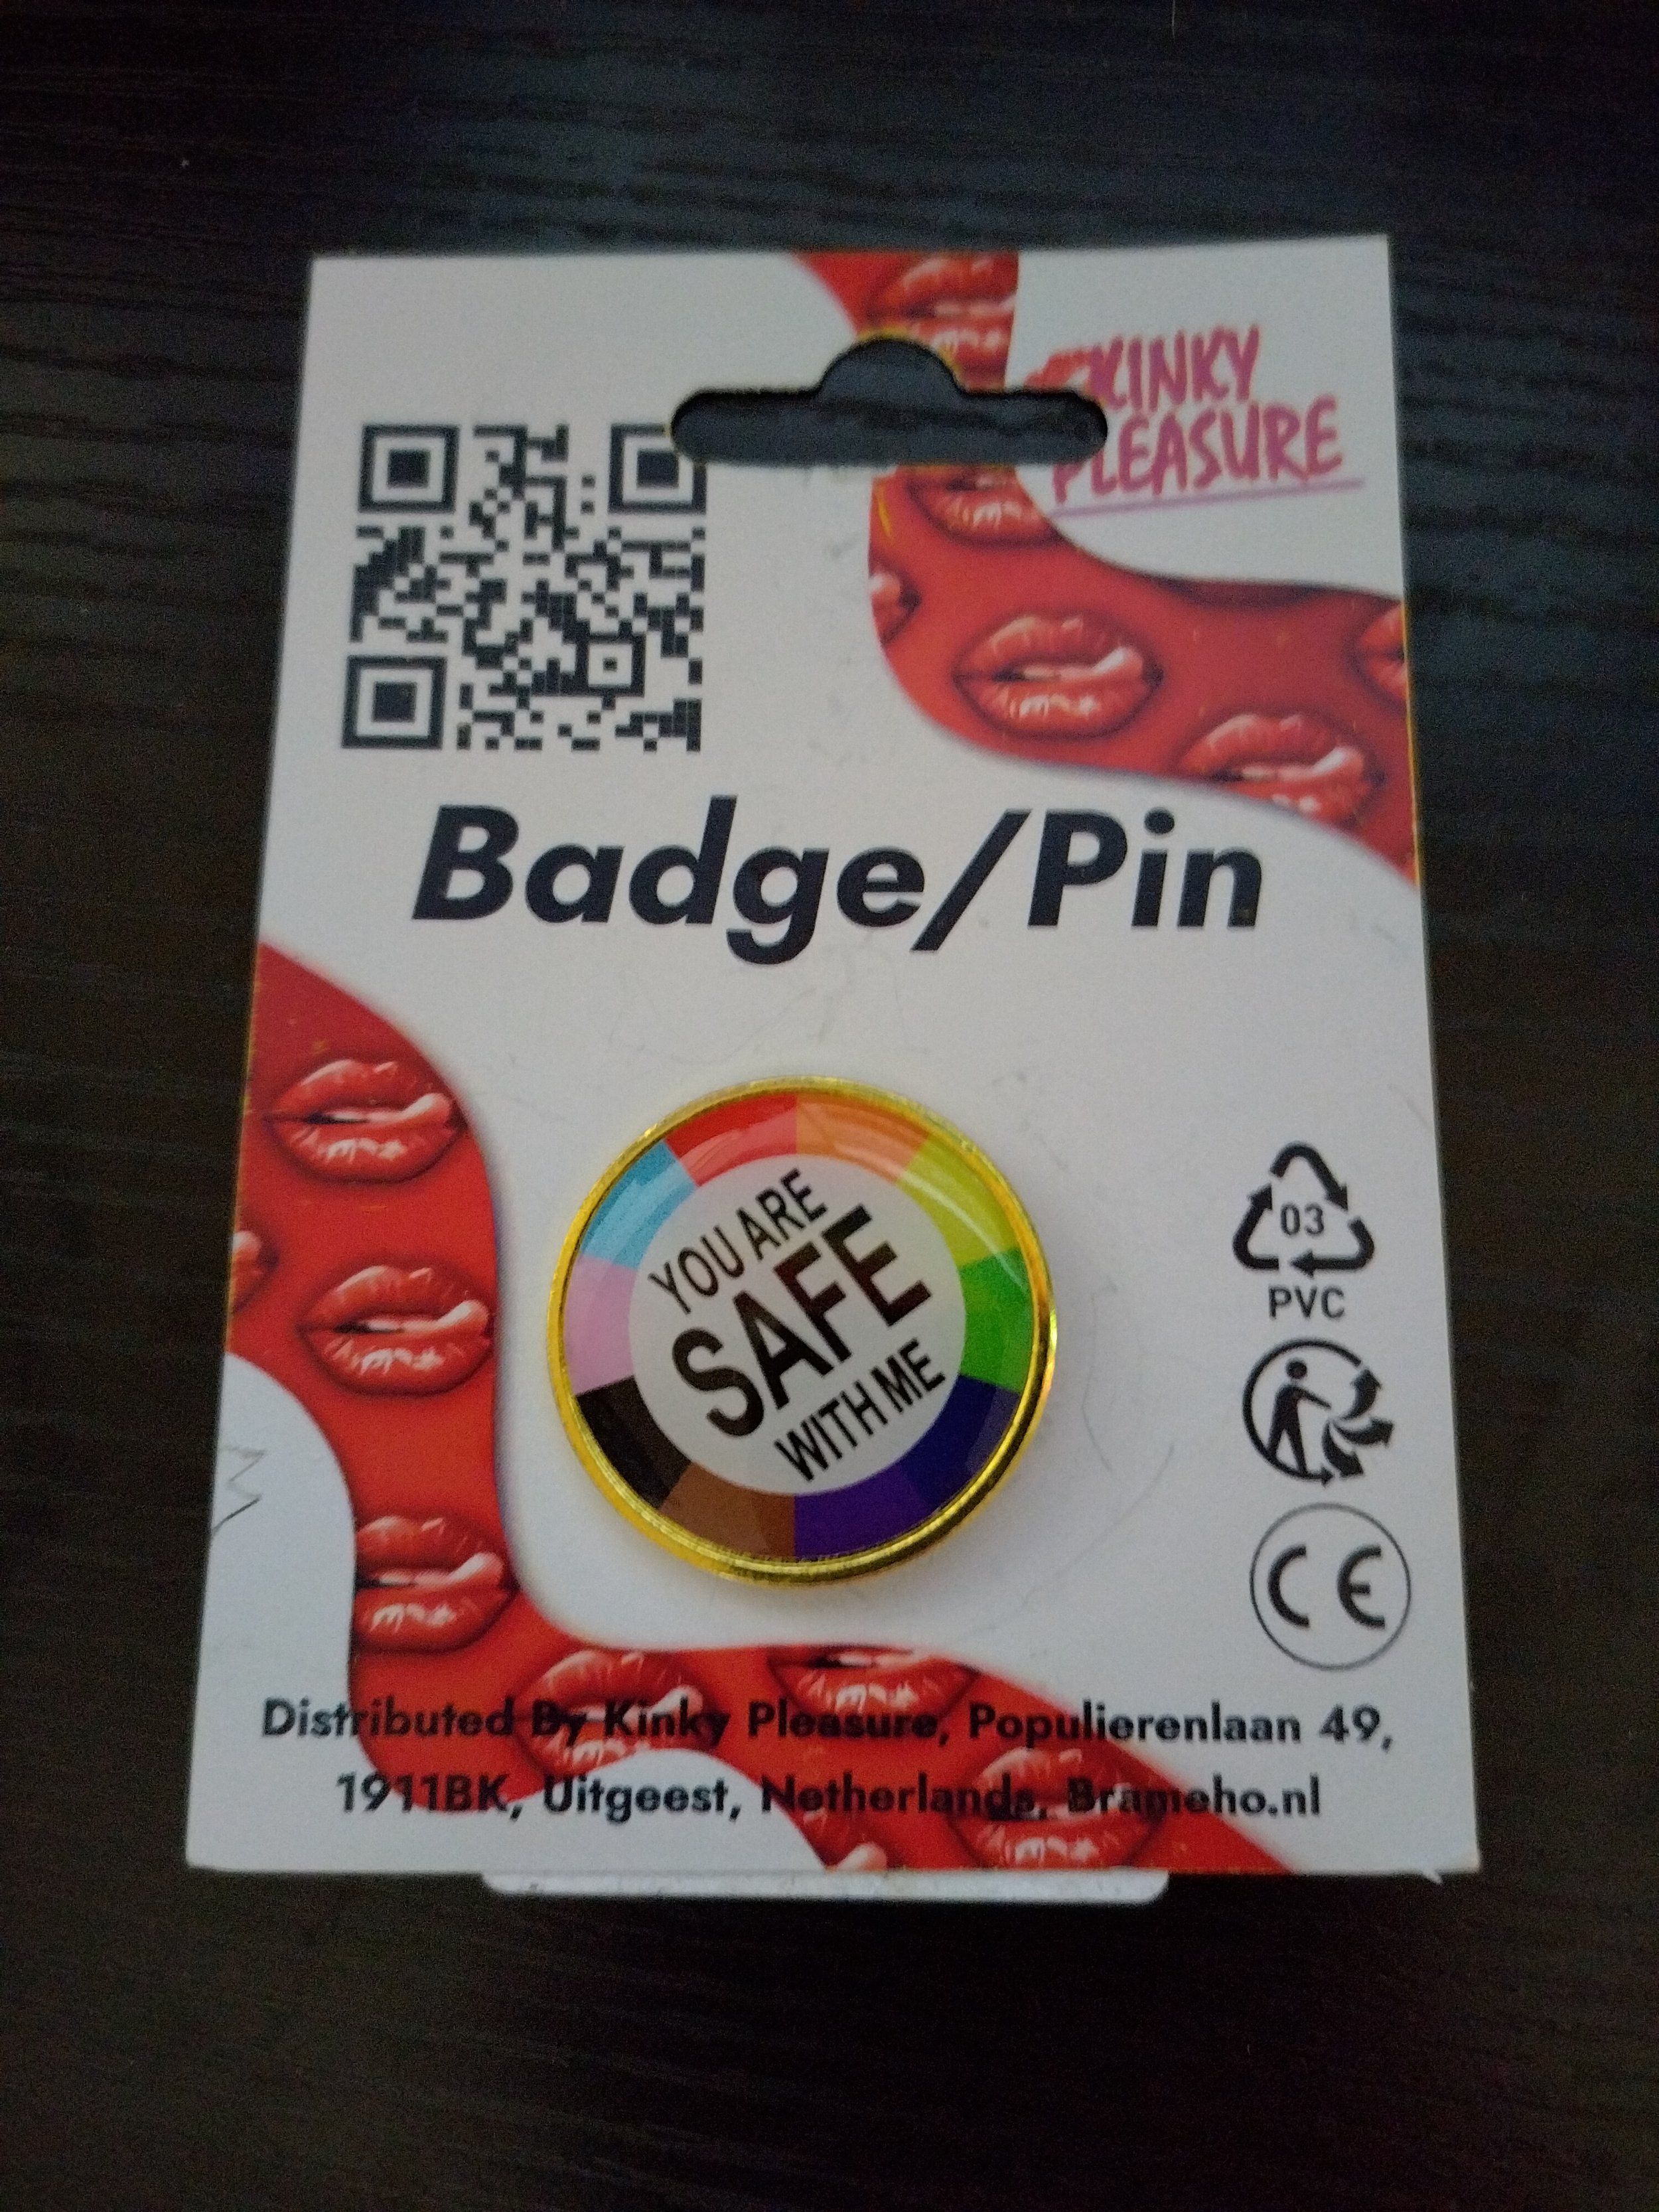 KINKY
PLEASURE
Badge/Pin
YOU ARE
SAFE
WITH ME
03
PVC
CE
Distributed By Kinky Pleasure, Populierenlaan 49,
1911BK, Uitgeest, Netherlands, Brameho.nl